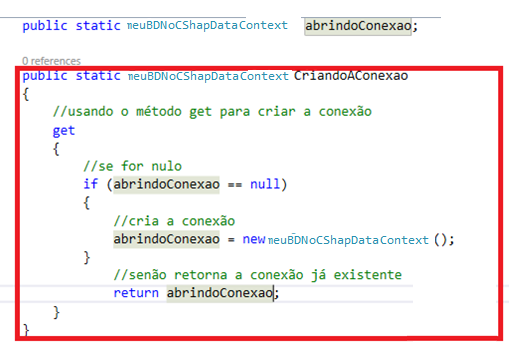 public static meuBDNoCShapDataContext abrindoConexao;
0 references
public static meuBDNoCShapDataContext CriandoAConexao
{
//usando o método get para criar a conexão
get
{
//se for nulo
if (abrindoConexao == null)
{
//cria a conexão
abrindoConexao = new meuBDNoCShapDataContext ();
}
//senão retorna a conexão já existente
return abrindoConexao;
}
}